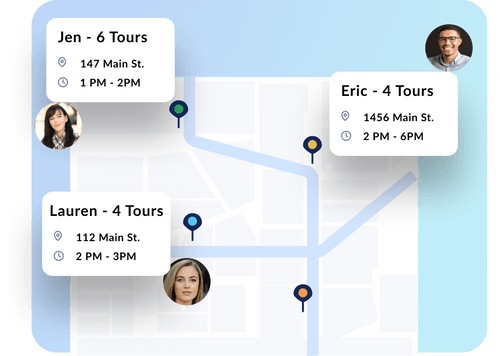 Jen - 6 Tours
147 Main St.
1 PM - 2PM
Eric - 4 Tours
1456 Main St.
2 PM - 6PM
Lauren - 4 Tours
112 Main St.
2 PM - 3PM